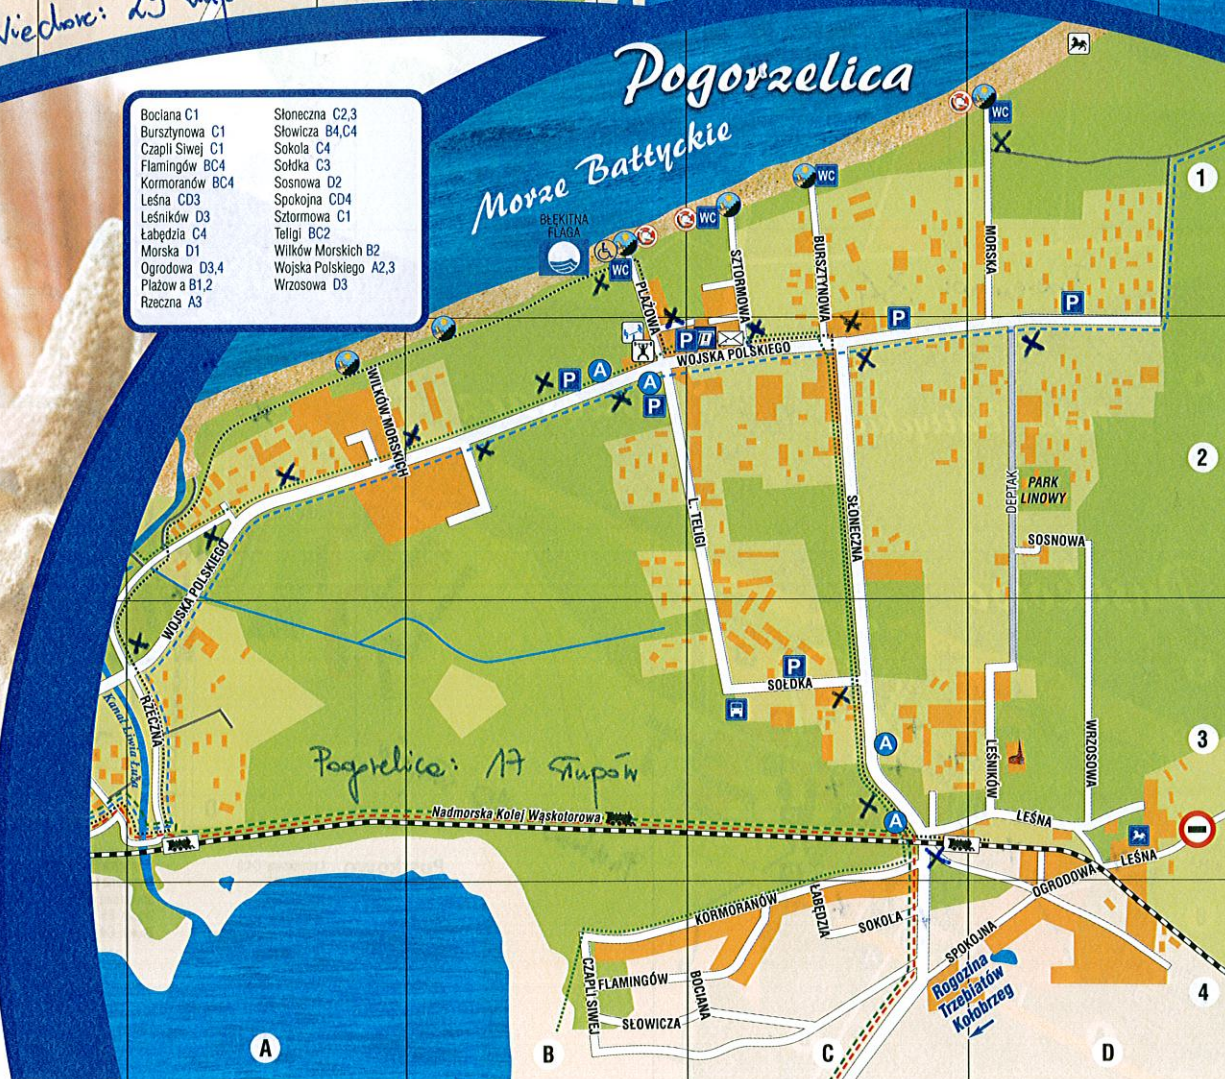 Pogorzelica
Morze Bałtyckie
BŁĘKITNA
FLAGA
Bociana C1
Bursztynowa C1
Czapli Siwej C1
Flamingów BC4
Kormoranów BC4
Leśna CD3
Leśników D3
Łabędzia C4
Morska D1
Ogrodowa D3,4
Plażow a B1,2
Rzeczna A3
Słoneczna C2,3
Słowicza B4,C4
Sokola C4
Sołdka C3
Sosnowa D2
Spokojna CD4
Sztormowa C1
Teligi BC2
Wilków Morskich B2
Wojska Polskiego A2,3
Wrzosowa D3
WC
WC
WC
WC
PLAŻOWA
SZTORMOWA
BURSZTYNOWA
MORSKA
1
P
P
P
P
P
A
A
WOJSKA POLSKIEGO
WILKÓW MORSKICH
2
L. TELIGI
SŁONECZNA
DEPTAK
PARK
LINOWY
SOSNOWA
WOJSKA POLSKIEGO
RZECZNA
Kanał Liwia Łuża
P
SOŁDKA
A
A
LEŚNIKÓW
WRZOSOWA
3
Pogorelica: 17 słupów
Nadmorska Kolej Wąskotorowa
LEŚNA
LEŚNA
OGRODOWA
KORMORANÓW
ŁABĘDZIA
SOKOLA
SPOKOJNA
CZAPLI SIWEJ
FLAMINGÓW
BOCIANA
SŁOWICZA
Rogozina
Trzebiatów
Kołobrzeg
4
A
B
C
D